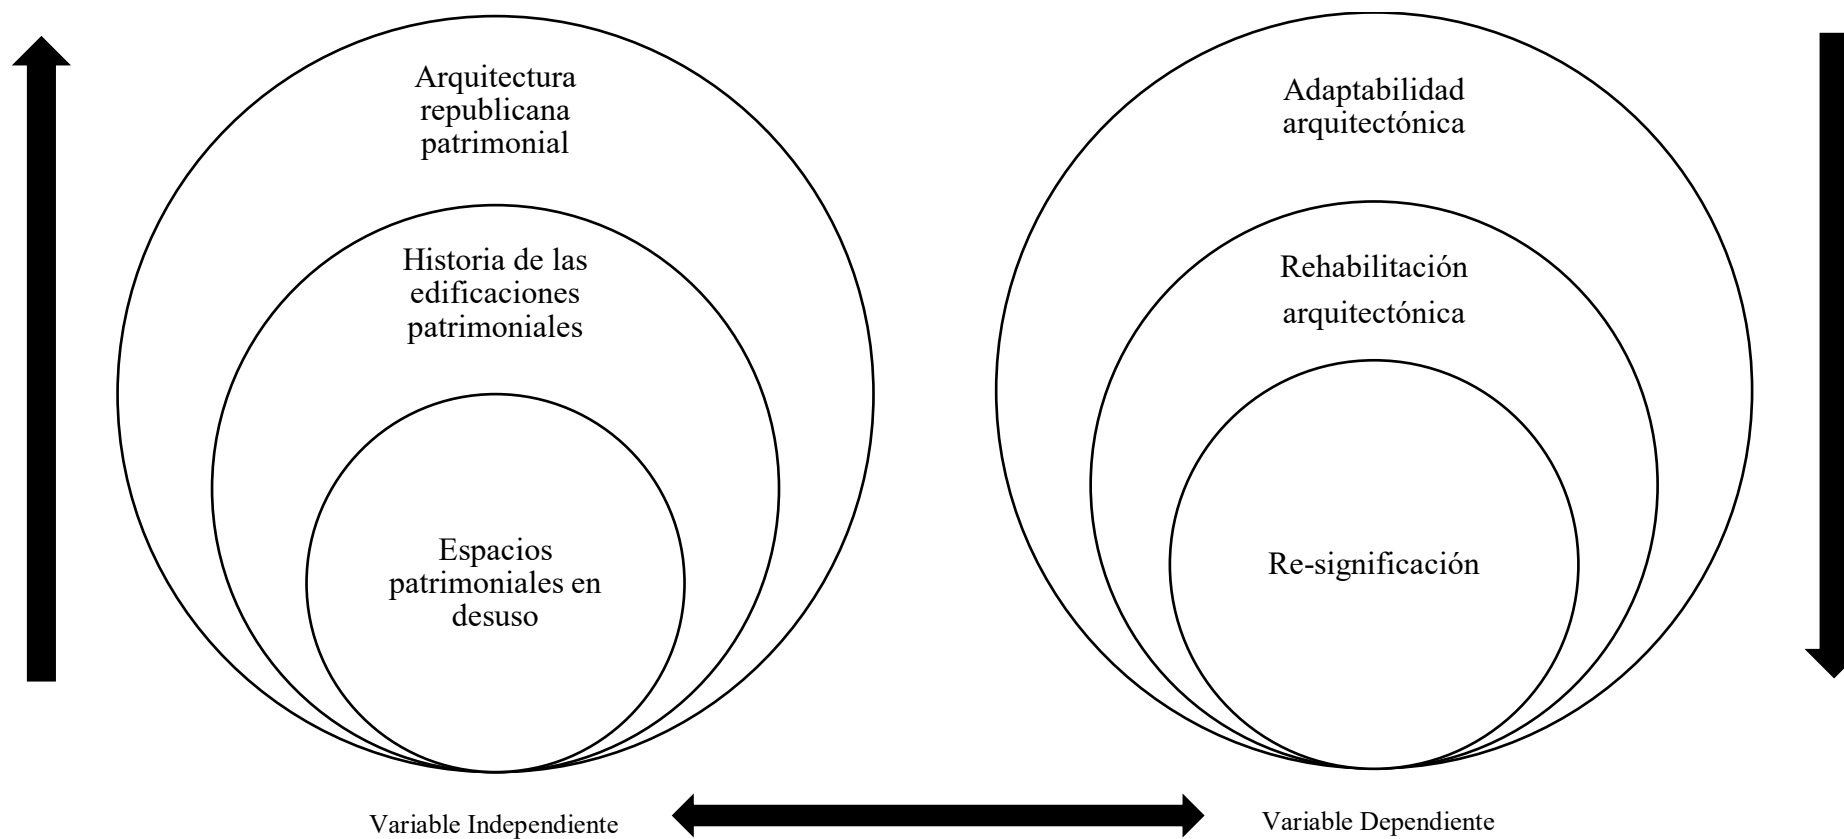 Arquitectura
republicana
patrimonial
Historia de las
edificaciones
patrimoniales
Espacios
patrimoniales en
desuso
Variable Independiente
Adaptabilidad
arquitectónica
Rehabilitación
arquitectónica
Re-significación
Variable Dependiente